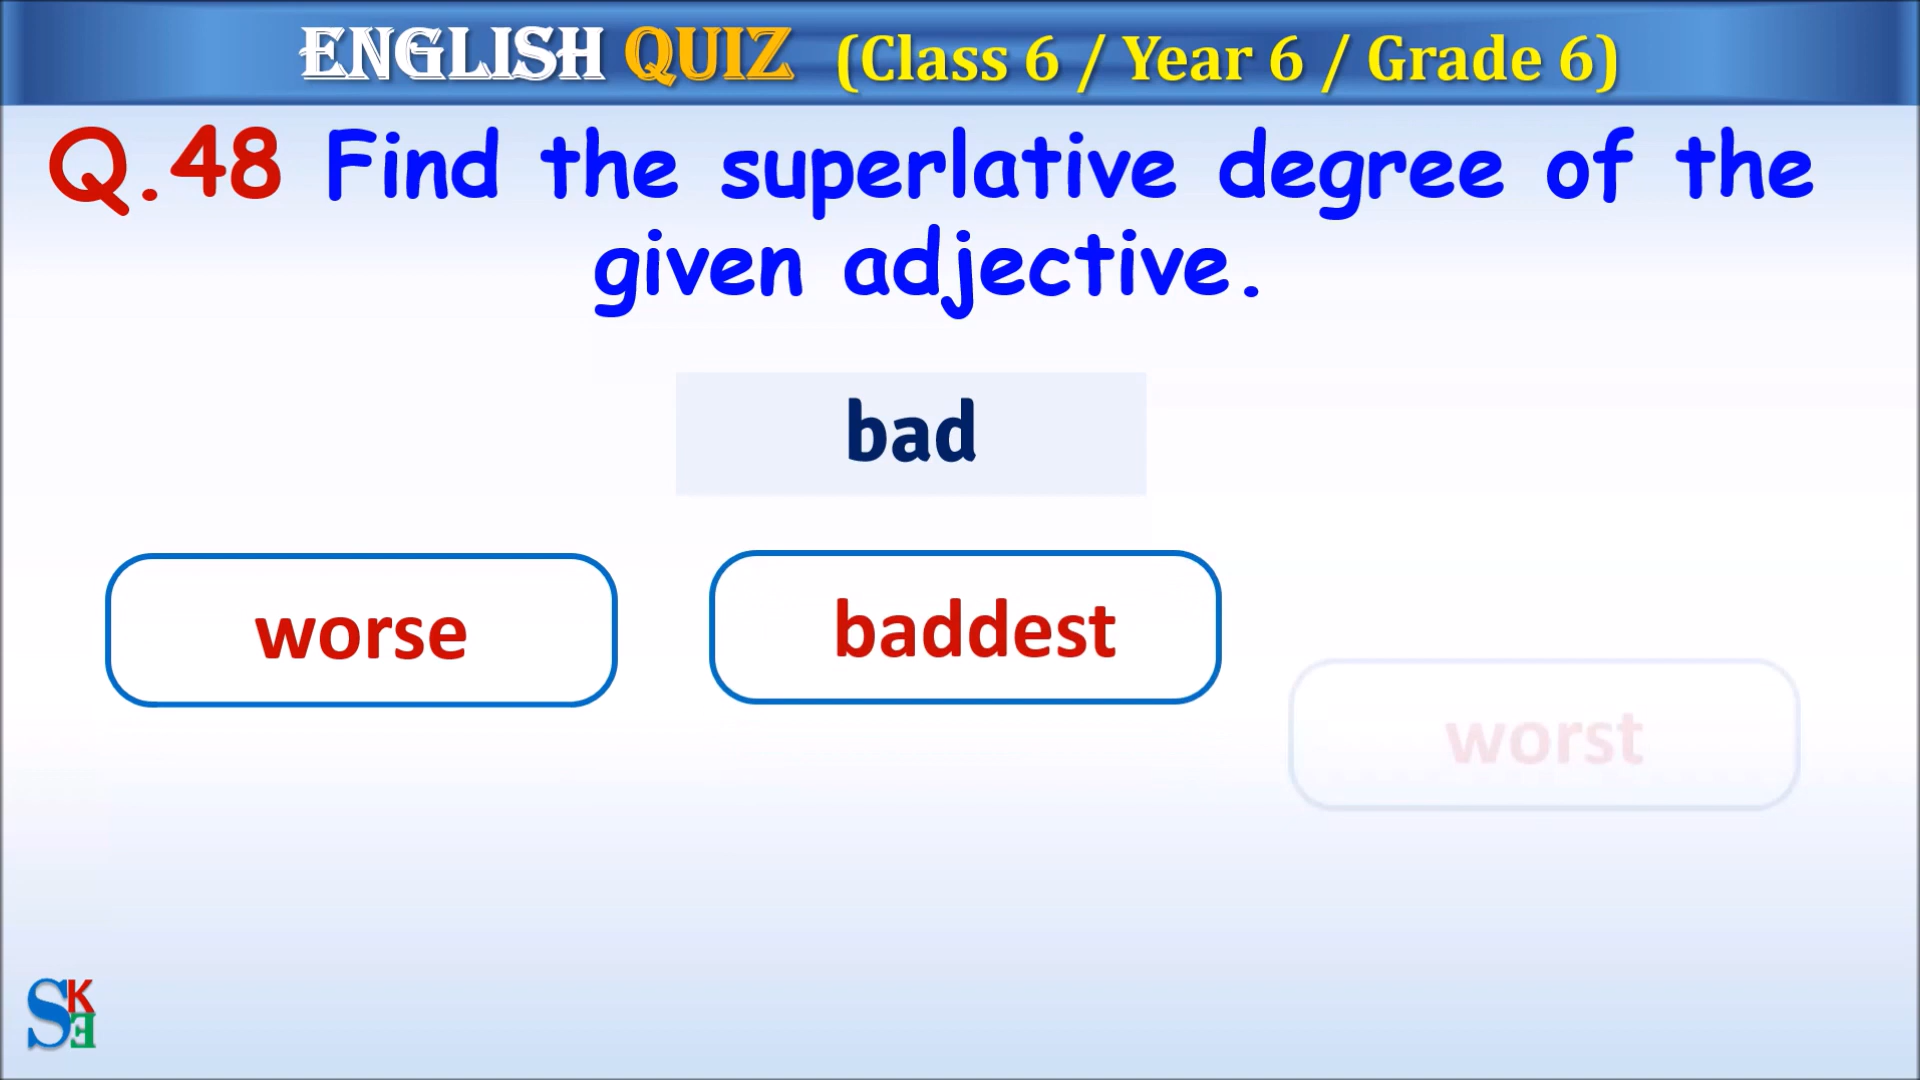 ENGLISH QUIZ (Class 6 / Year 6 / Grade 6)
Q.48 Find the superlative degree of the
given adjective.
bad
worse
baddest
worst
SKE